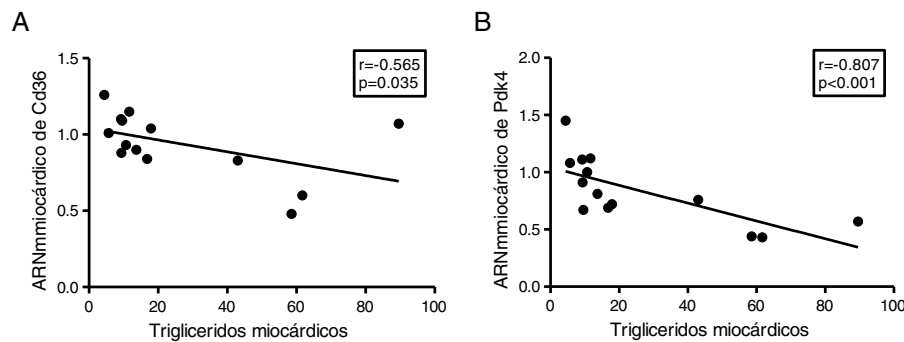 A
ARNmmiocárdico de Cd36
1.5
1.0
0.5
0.0
r=-0.565
p=0.035
0 20 40 60 80 100
Trigliceridos miocárdicos
B
ARNmmiocárdico de Pdk4
2.0
1.5
1.0
0.5
0.0
r=-0.807
p<0.001
0 20 40 60 80 100
Trigliceridos miocárdicos